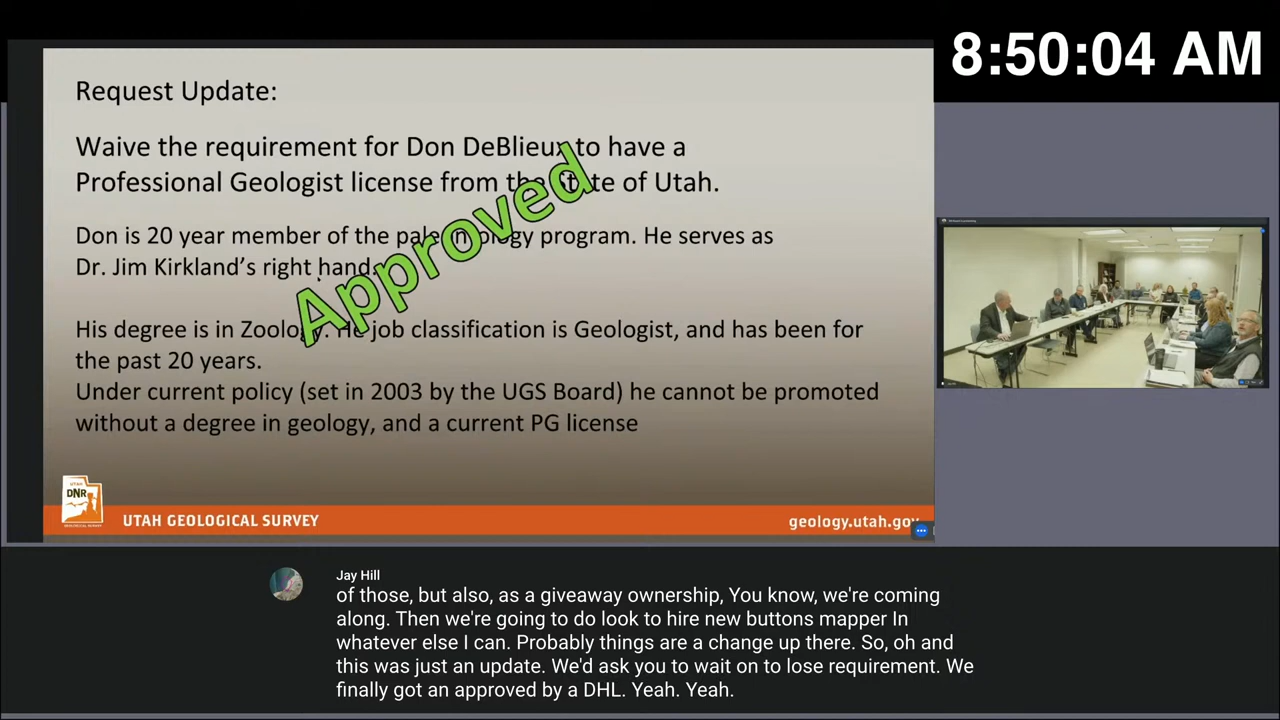 8:50:04 AM
Request Update:
Waive the requirement for Don DeBlieux to have a
Professional Geologist license from the State of Utah.
Don is 20 year member of the paleontology program. He serves as
Dr. Jim Kirkland's right hand.
His degree is in Zoology. He job classification is Geologist, and has been for
the past 20 years.
Under current policy (set in 2003 by the UGS Board) he cannot be promoted
without a degree in geology, and a current PG license
Approved
UTAH
DNR
UTAH GEOLOGICAL SURVEY
geology.utah.gov
Jay Hill
of those, but also, as a giveaway ownership, You know, we're coming
along. Then we're going to do look to hire new buttons mapper In
whatever else I can. Probably things are a change up there. So, oh and
this was just an update. We'd ask you to wait on to lose requirement. We
finally got an approved by a DHL. Yeah. Yeah.